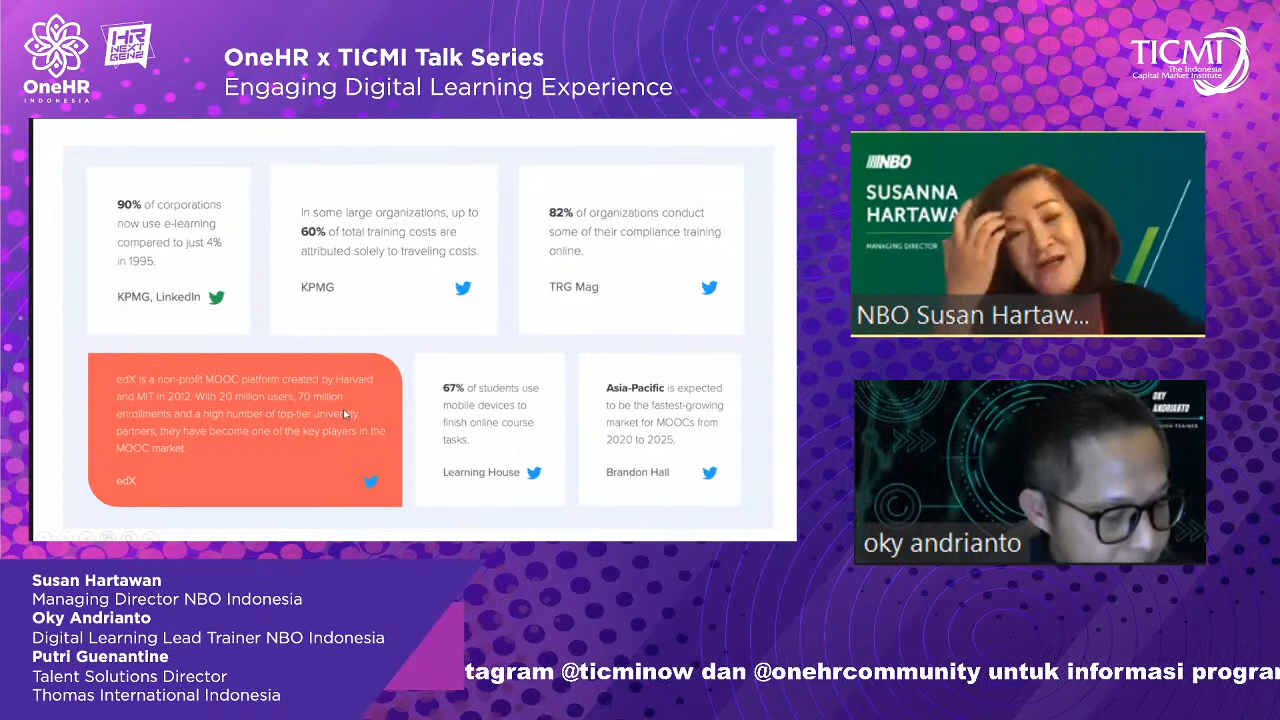 OneHR
INDONESIA
HR
NEXT
GEN2
OneHR x TICMI Talk Series
Engaging Digital Learning Experience
TICMI
The Indonesia
Capital Market Institute
90% of corporations
now use e-learning
compared to just 4%
in 1995.
KPMG, LinkedIn
In some large organizations, up to
60% of total training costs are
attributed solely to traveling costs.
KPMG
82% of organizations conduct
some of their compliance training
online.
TRG Mag
edX is a non-profit MOOC platform created by Harvard
and MIT in 2012. With 20 million users, 70 million
enrollments and a high number of top-tier university
partners, they have become one of the key players in the
MOOC market.
edX
67% of students use
mobile devices to
finish online course
tasks.
Learning House
Asia-Pacific is expected
to be the fastest-growing
market for MOOCs from
2020 to 2025.
Brandon Hall
NBO
SUSANNA
HARTAWA
MANAGING DIRECTOR
NBO Susan Hartaw...
OKY
ANDRIANTO
TRAINER
oky andrianto
Susan Hartawan
Managing Director NBO Indonesia
Oky Andrianto
Digital Learning Lead Trainer NBO Indonesia
Putri Guenantine
Talent Solutions Director
Thomas International Indonesia
tagram @ticminow dan @onehrcommunity untuk informasi program